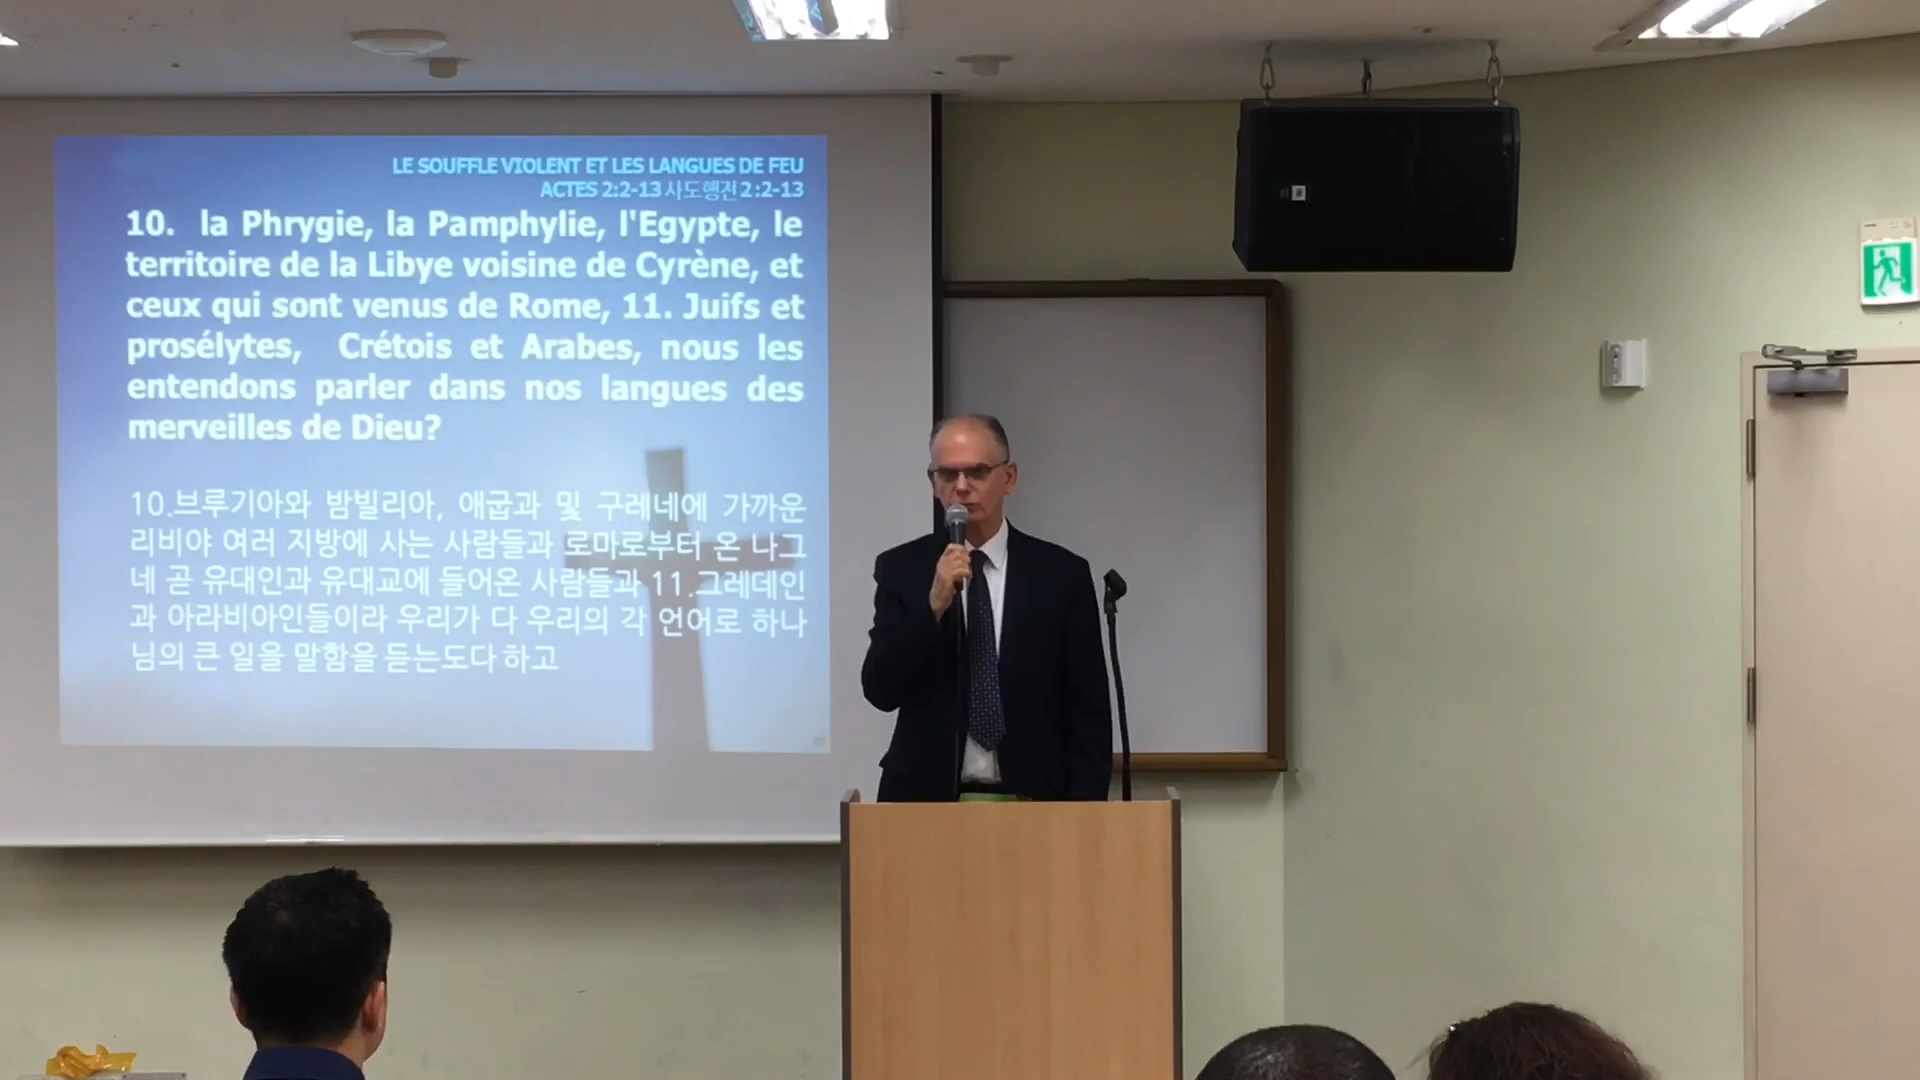 LE SOUFFLE VIOLENT ET LES LANGUES DE FEU
ACTES 2:2-13 사도행전 2:2-13
10. la Phrygie, la Pamphylie, l'Egypte, le
territoire de la Libye voisine de Cyrène, et
ceux qui sont venus de Rome, 11. Juifs et
prosélytes, Crétois et Arabes, nous les
entendons parler dans nos langues des
merveilles de Dieu?
10.브루기아와 밤빌리아, 애굽과 및 구레네에 가까운
리비야 여러 지방에 사는 사람들과 로마로부터 온 나그
네 곧 유대인과 유대교에 들어온 사람들과 11.그레데인
과 아라비아인들이라 우리가 다 우리의 각 언어로 하나
님의 큰 일을 말함을 듣는도다 하고